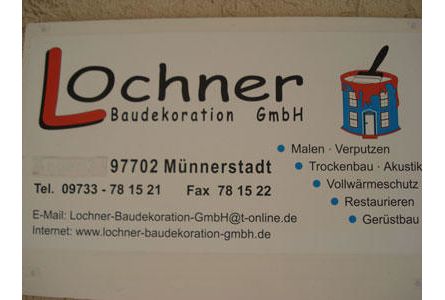 Lochner
Baudekoration GmbH
97702 Münnerstadt
Tel. 09733 - 78 15 21 Fax 78 15 22
E-Mail: Lochner-Baudekoration-GmbH@t-online.de
Internet: www.lochner-baudekoration-gmbh.de
• Malen · Verputzen
• Trockenbau · Akustik
• Vollwärmeschutz
• Restaurieren
• Gerüstbau